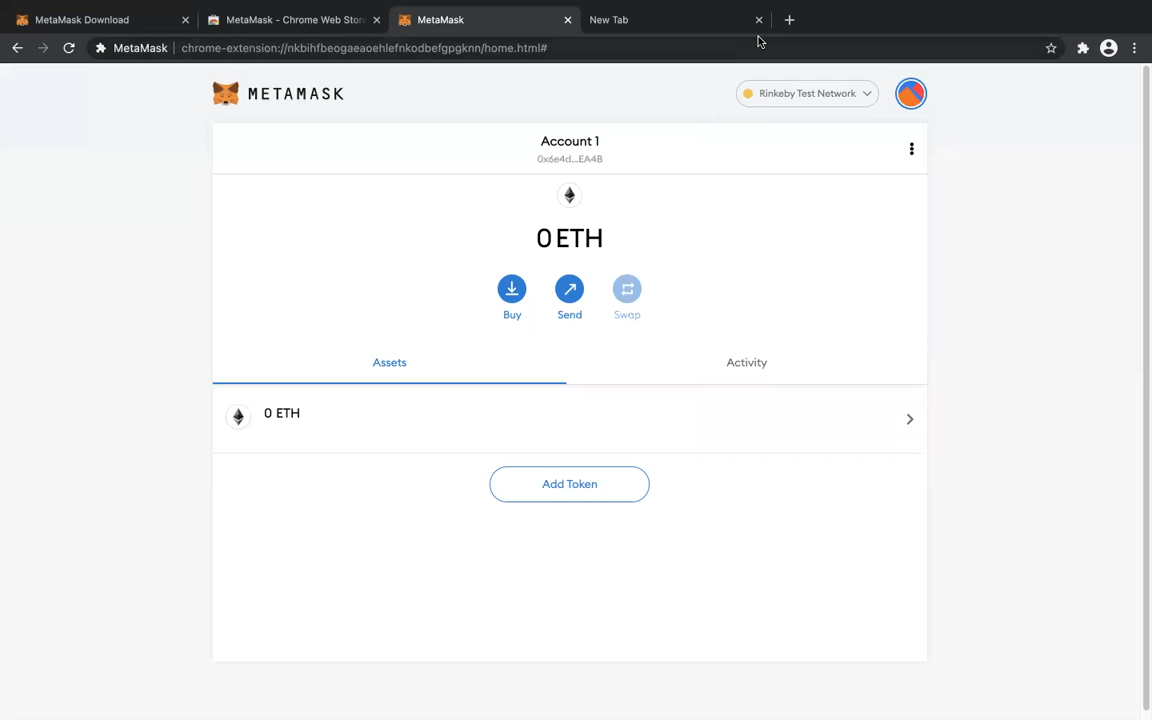 MetaMask Download
MetaMask - Chrome Web Stor
MetaMask
New Tab
MetaMask
chrome-extension://nkbihfbeogaeaoehlefnkodbefgpgknn/home.html#
METAMASK
Rinkeby Test Network
Account 1
0x6e4d...EA4B
0 ETH
Buy
Send
Swap
Assets
Activity
0 ETH
Add Token